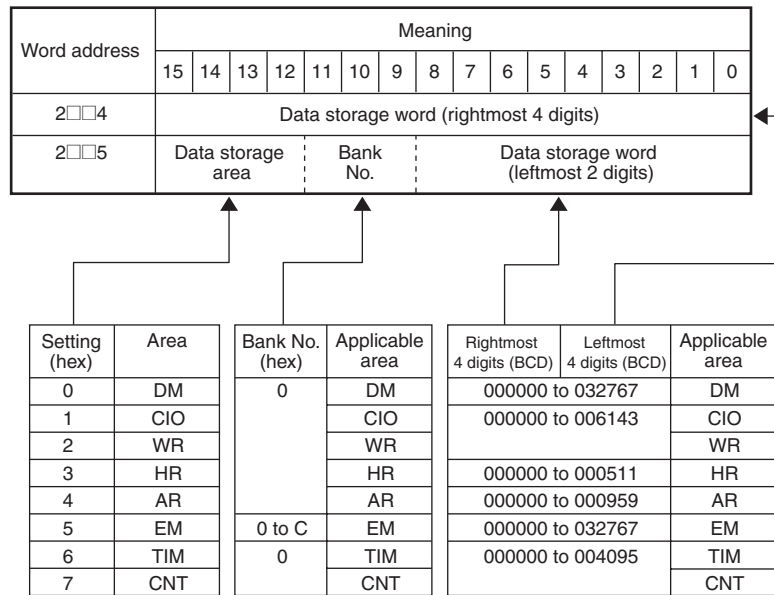 Word address
Meaning
15 14 13 12 11 10 9 8 7 6 5 4 3 2 1 0
2□□4 Data storage word (rightmost 4 digits)
2□□5 Data storage area Bank No. Data storage word (leftmost 2 digits)
Setting (hex) Area
0 DM
1 CIO
2 WR
3 HR
4 AR
5 EM
6 TIM
7 CNT
Bank No. (hex) Applicable area
0 DM
CIO
WR
HR
AR
0 to C EM
0 TIM
CNT
Rightmost 4 digits (BCD) Leftmost 4 digits (BCD) Applicable area
000000 to 032767 DM
000000 to 006143 CIO
WR
000000 to 000511 HR
000000 to 000959 AR
000000 to 032767 EM
000000 to 004095 TIM
CNT